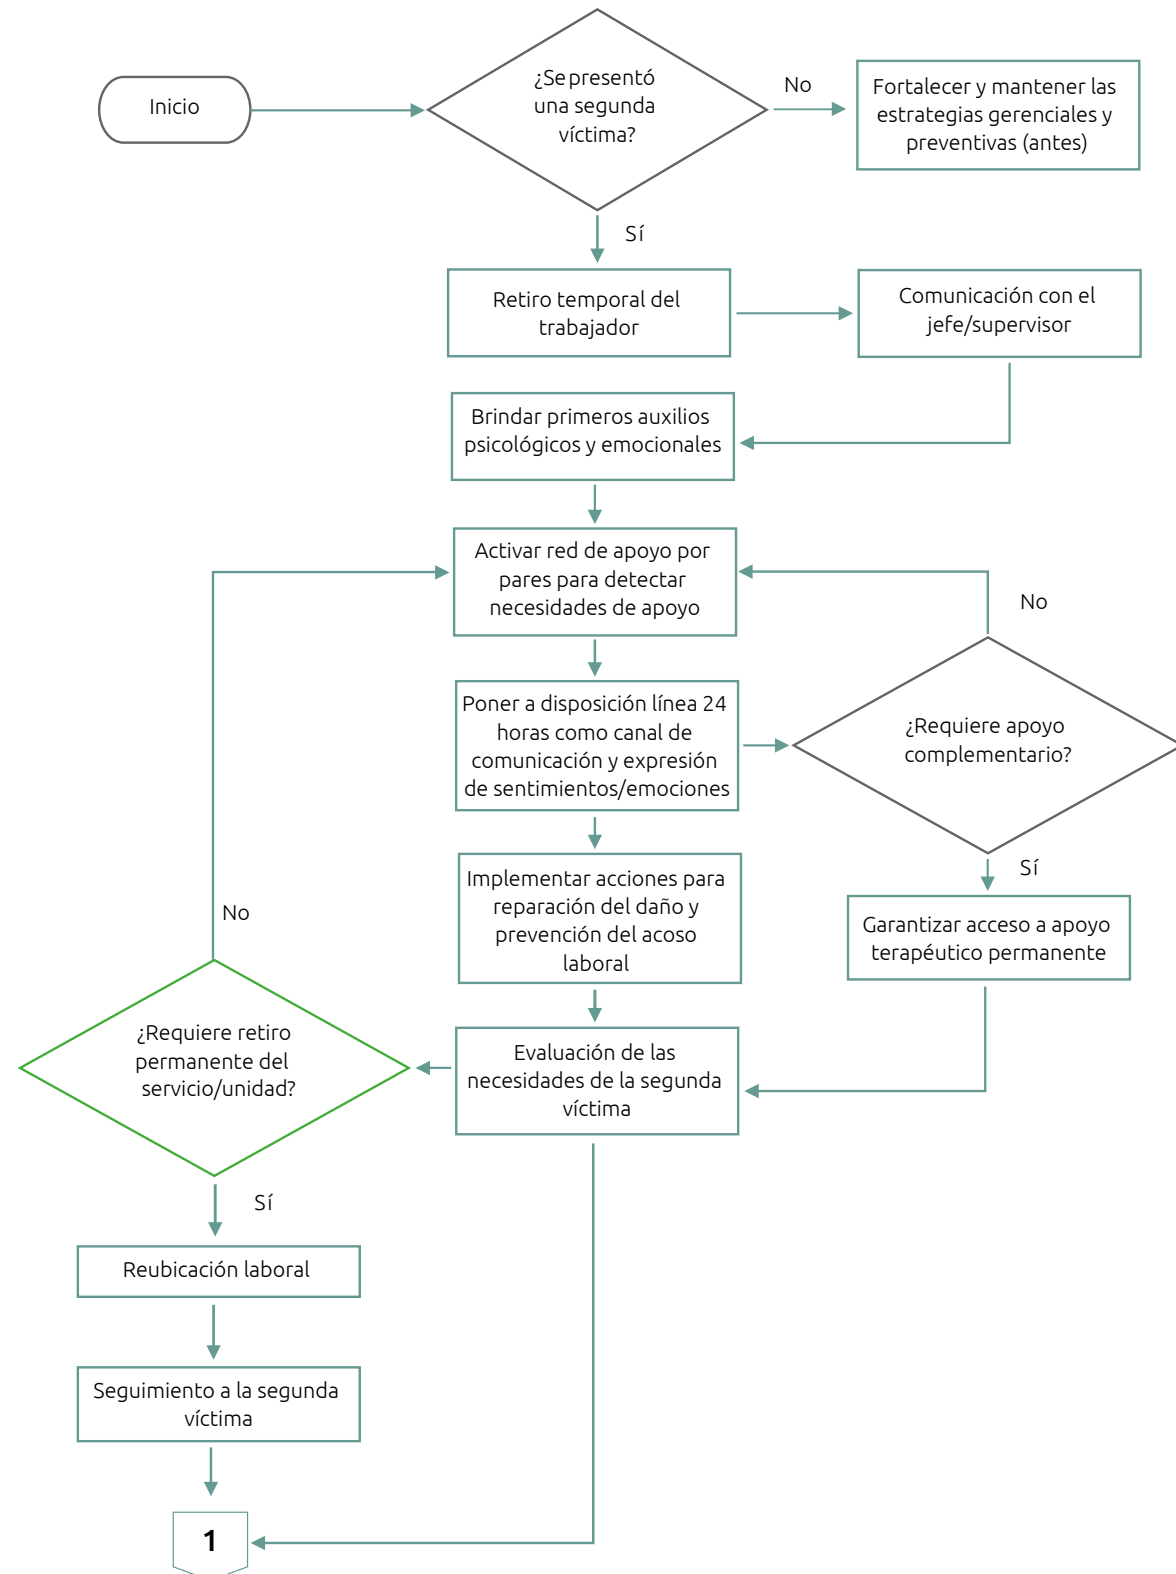 Inicio
¿Se presentó
una segunda
víctima?
No
Fortalecer y mantener las
estrategias gerenciales y
preventivas (antes)
Sí
Retiro temporal del
trabajador
Comunicación con el
jefe/supervisor
Brindar primeros auxilios
psicológicos y emocionales
Activar red de apoyo por
pares para detectar
necesidades de apoyo
No
Poner a disposición línea 24
horas como canal de
comunicación y expresión
de sentimientos/emociones
¿Requiere apoyo
complementario?
Sí
Implementar acciones para
reparación del daño y
prevención del acoso
laboral
Garantizar acceso a apoyo
terapéutico permanente
No
¿Requiere retiro
permanente del
servicio/unidad?
Evaluación de las
necesidades de la segunda
víctima
Sí
Reubicación laboral
Seguimiento a la segunda
víctima
1